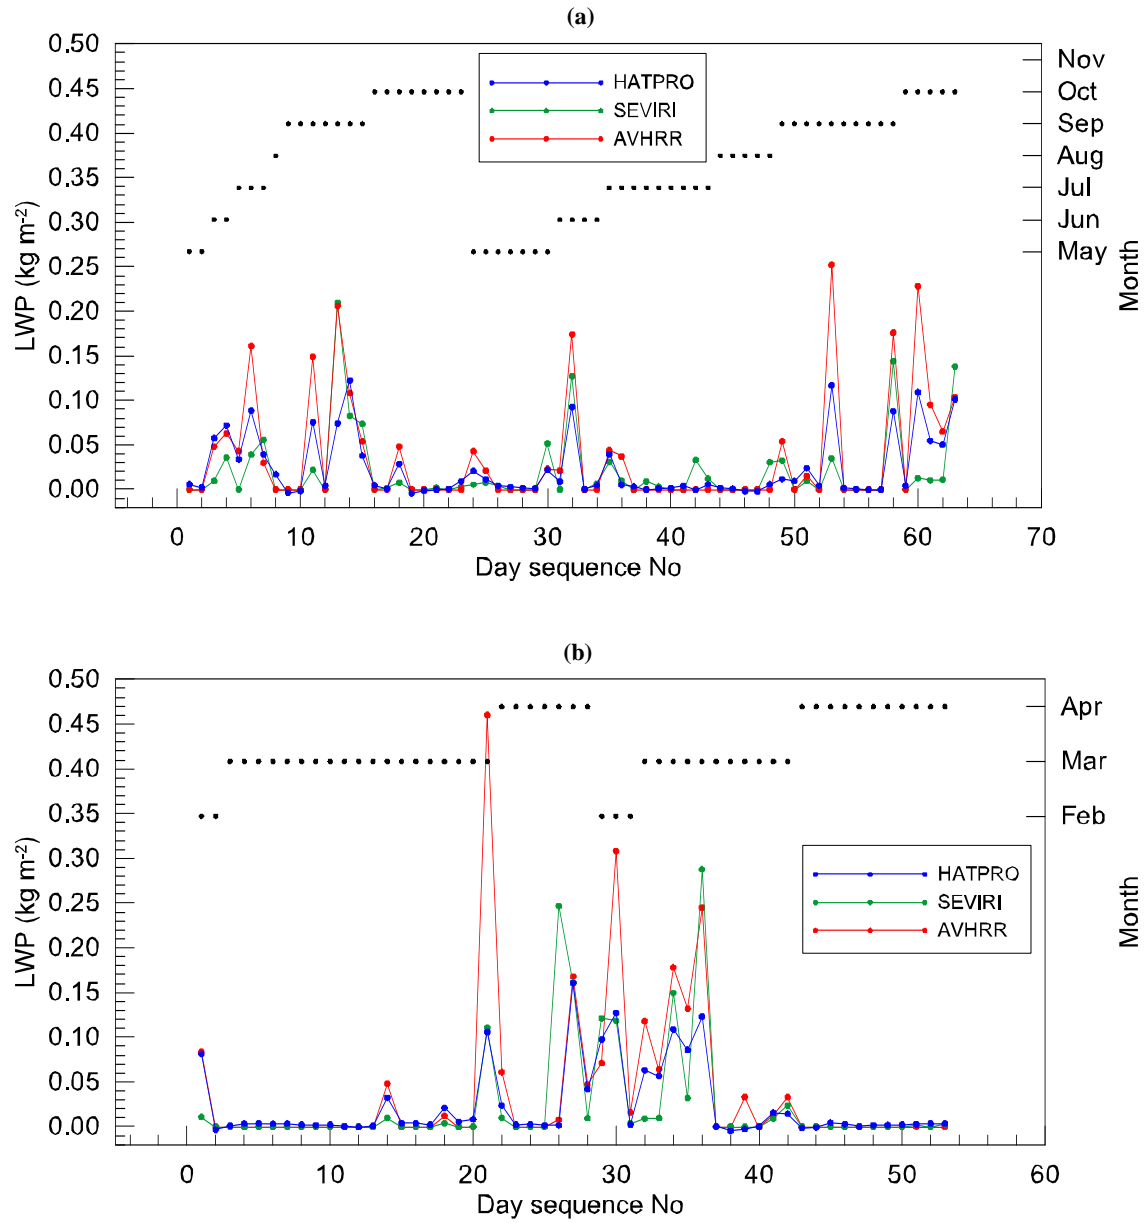 (a)
0.50
0.45
0.40
0.35
0.30
0.25
0.20
0.15
0.10
0.05
0.00
LWP (kg m-2)
HATPRO
SEVIRI
AVHRR
Nov
Oct
Sep
Aug
Jul
Jun
May
Month
0 10 20 30 40 50 60 70
Day sequence No
(b)
0.50
0.45
0.40
0.35
0.30
0.25
0.20
0.15
0.10
0.05
0.00
LWP (kg m-2)
Apr
Mar
Feb
HATPRO
SEVIRI
AVHRR
Month
0 10 20 30 40 50 60
Day sequence No